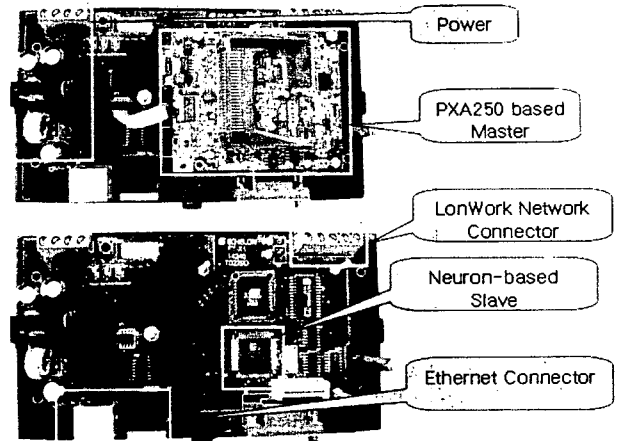 Power
PXA250 based
Master
LonWork Network
Connector
Neuron-based
Slave
Ethernet Connector